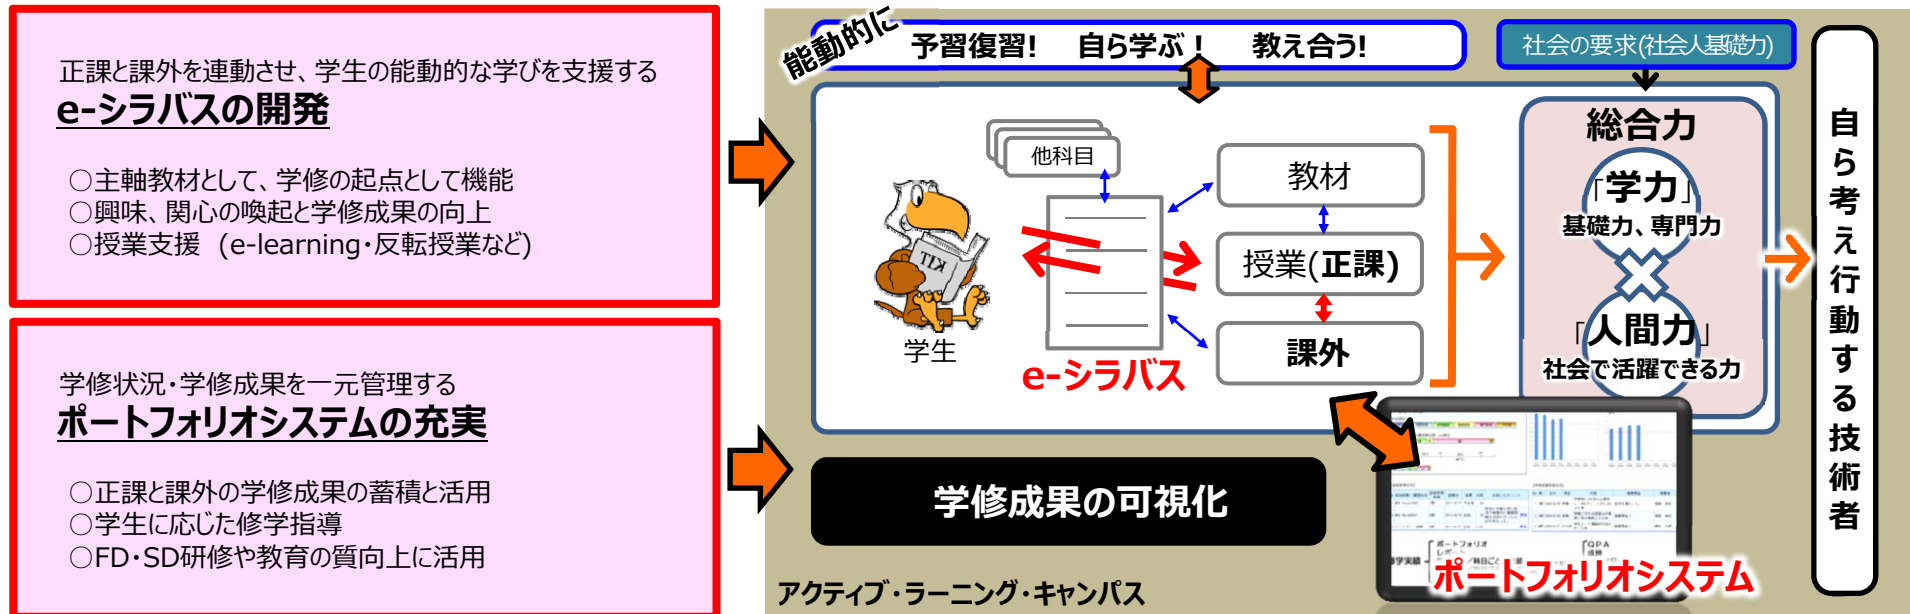 正課と課外を連動させ、学生の能動的な学びを支援する
e-シラバスの開発
○主軸教材として、学修の起点として機能
○興味、関心の喚起と学修成果の向上
○授業支援 (e-learning・反転授業など)
学修状況・学修成果を一元管理する
ポートフォリオシステムの充実
○正課と課外の学修成果の蓄積と活用
○学生に応じた修学指導
○FD・SD研修や教育の質向上に活用
能動的に
予習復習! 自ら学ぶ! 教え合う!
社会の要求(社会人基礎力)
他科目
KIT
学生
e-シラバス
教材
授業(正課)
課外
総合力
「学力」
基礎力、専門力
「人間力」
社会で活躍できる力
自ら考え行動する技術者
学修成果の可視化
ポートフォリオ
QPA
ポートフォリオシステム
アクティブ・ラーニング・キャンパス